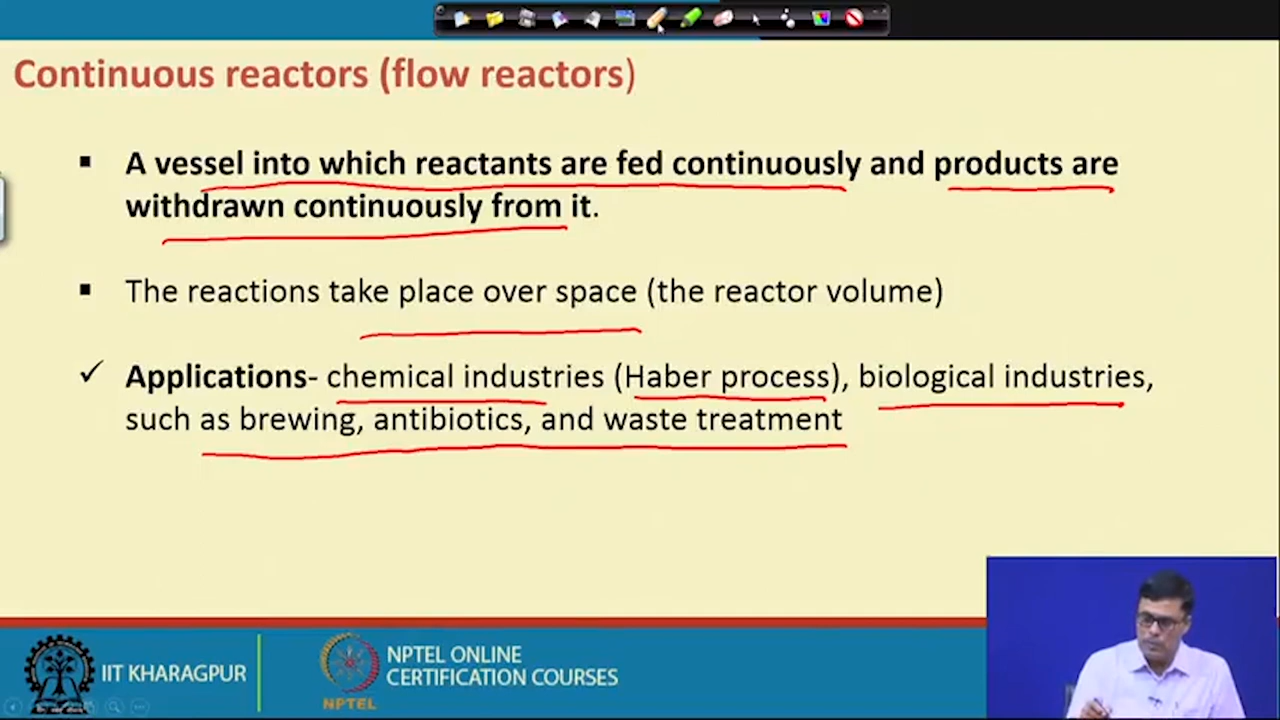 Continuous reactors (flow reactors)
▪ A vessel into which reactants are fed continuously and products are
withdrawn continuously from it.
▪ The reactions take place over space (the reactor volume)
✓ Applications- chemical industries (Haber process), biological industries,
such as brewing, antibiotics, and waste treatment
IIT KHARAGPUR
NPTEL
NPTEL ONLINE
CERTIFICATION COURSES